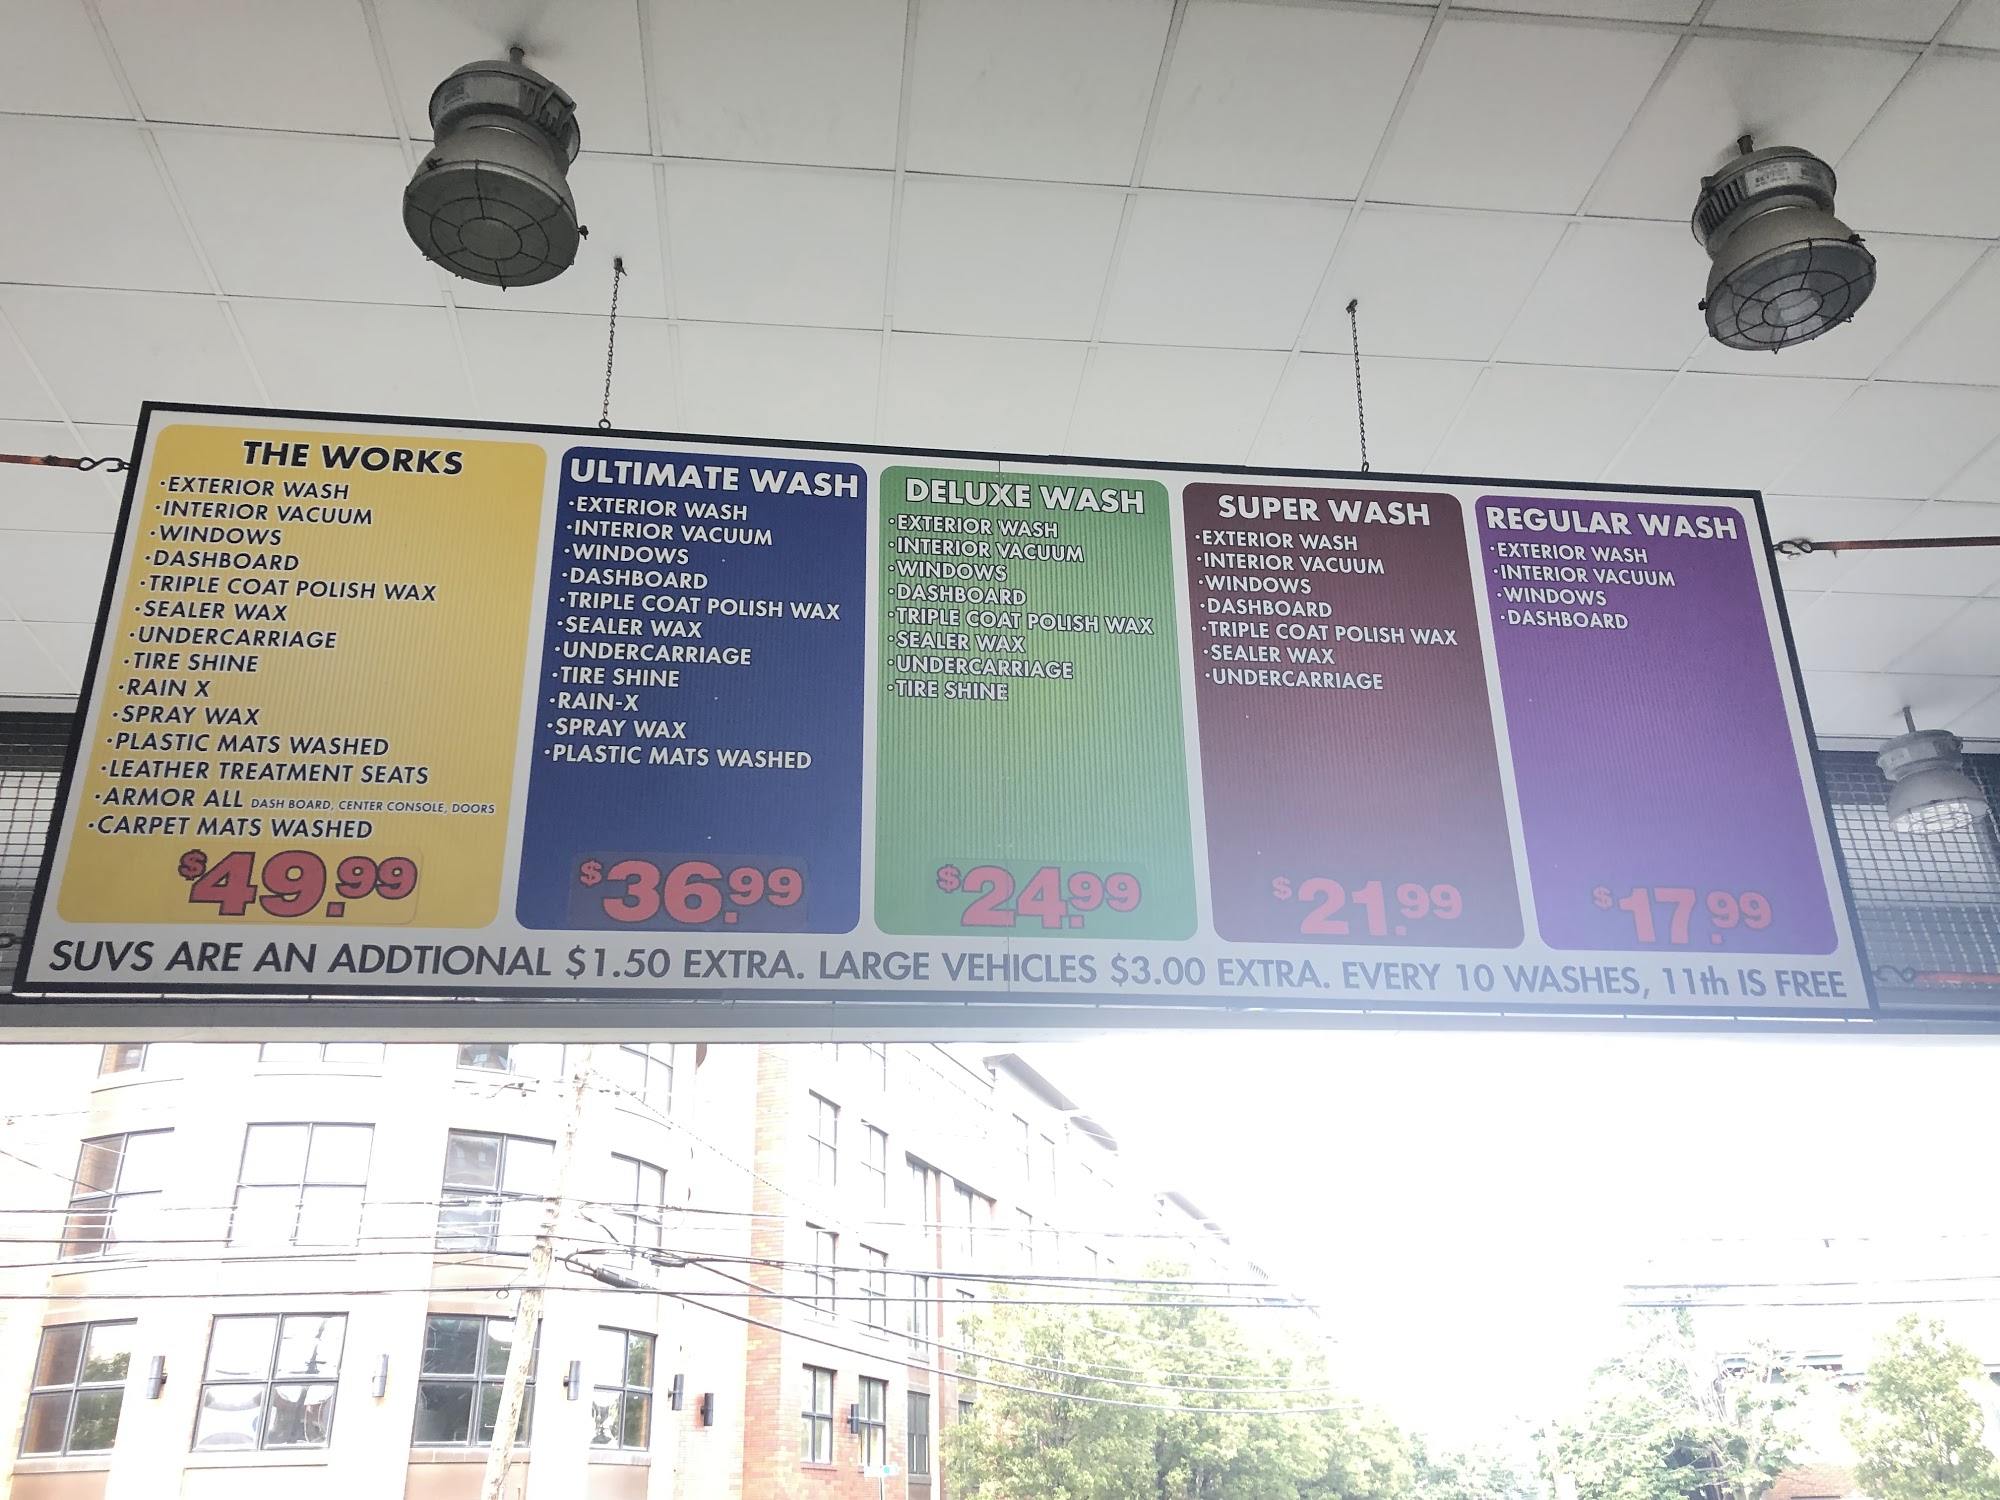 THE WORKS
·EXTERIOR WASH
·INTERIOR VACUUM
·WINDOWS
·DASHBOARD
·TRIPLE COAT POLISH WAX
·SEALER WAX
·UNDERCARRIAGE
·TIRE SHINE
·RAIN X
·SPRAY WAX
·PLASTIC MATS WASHED
·LEATHER TREATMENT SEATS
·ARMOR ALL DASH BOARD, CENTER CONSOLE, DOORS
·CARPET MATS WASHED
$49.99
ULTIMATE WASH
·EXTERIOR WASH
·INTERIOR VACUUM
·WINDOWS
·DASHBOARD
·TRIPLE COAT POLISH WAX
·SEALER WAX
·UNDERCARRIAGE
·TIRE SHINE
·RAIN-X
·SPRAY WAX
·PLASTIC MATS WASHED
$36.99
DELUXE WASH
·EXTERIOR WASH
·INTERIOR VACUUM
·WINDOWS
·DASHBOARD
·TRIPLE COAT POLISH WAX
·SEALER WAX
·UNDERCARRIAGE
·TIRE SHINE
$24.99
SUPER WASH
·EXTERIOR WASH
·INTERIOR VACUUM
·WINDOWS
·DASHBOARD
·TRIPLE COAT POLISH WAX
·SEALER WAX
·UNDERCARRIAGE
$21.99
REGULAR WASH
·EXTERIOR WASH
·INTERIOR VACUUM
·WINDOWS
·DASHBOARD
$17.99
SUVS ARE AN ADDTIONAL $1.50 EXTRA. LARGE VEHICLES $3.00 EXTRA. EVERY 10 WASHES, 11th IS FREE